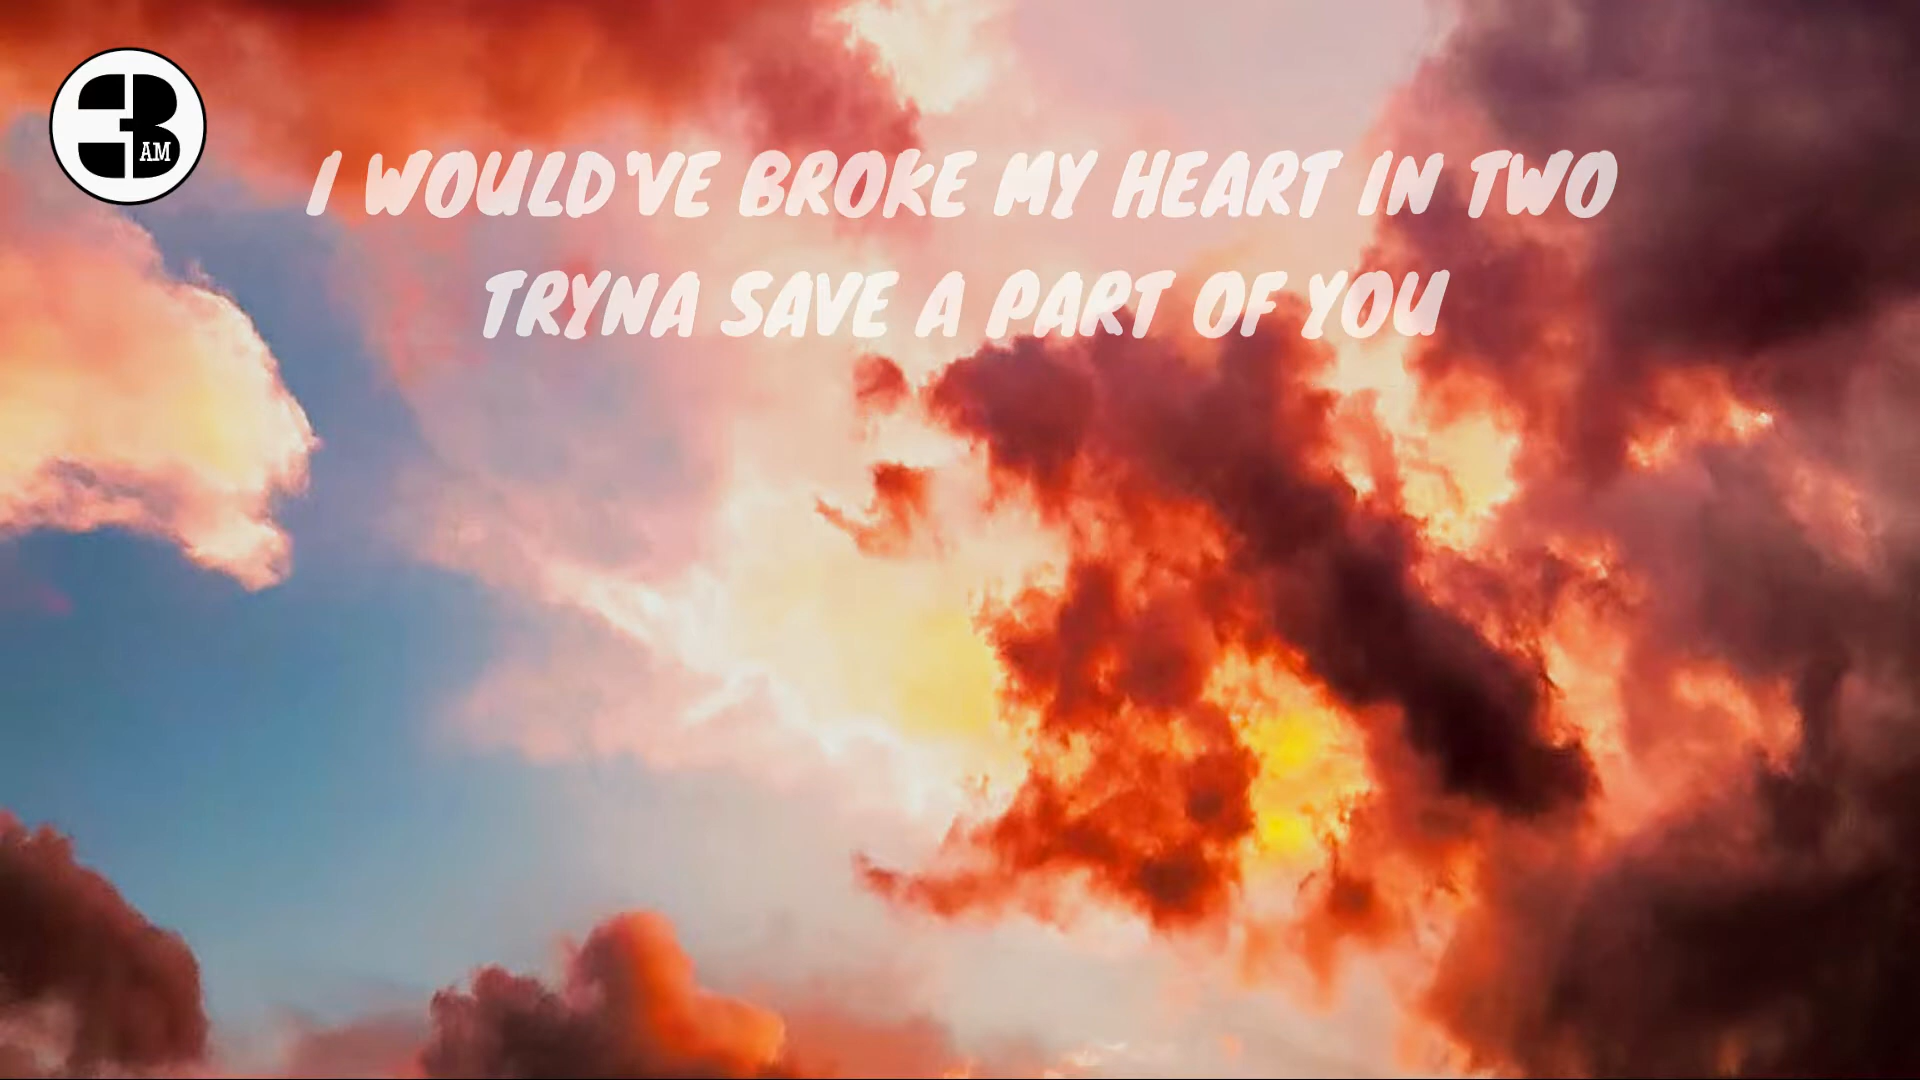 3
AM
I WOULD'VE BROKE MY HEART IN TWO
TRYNA SAVE A PART OF YOU